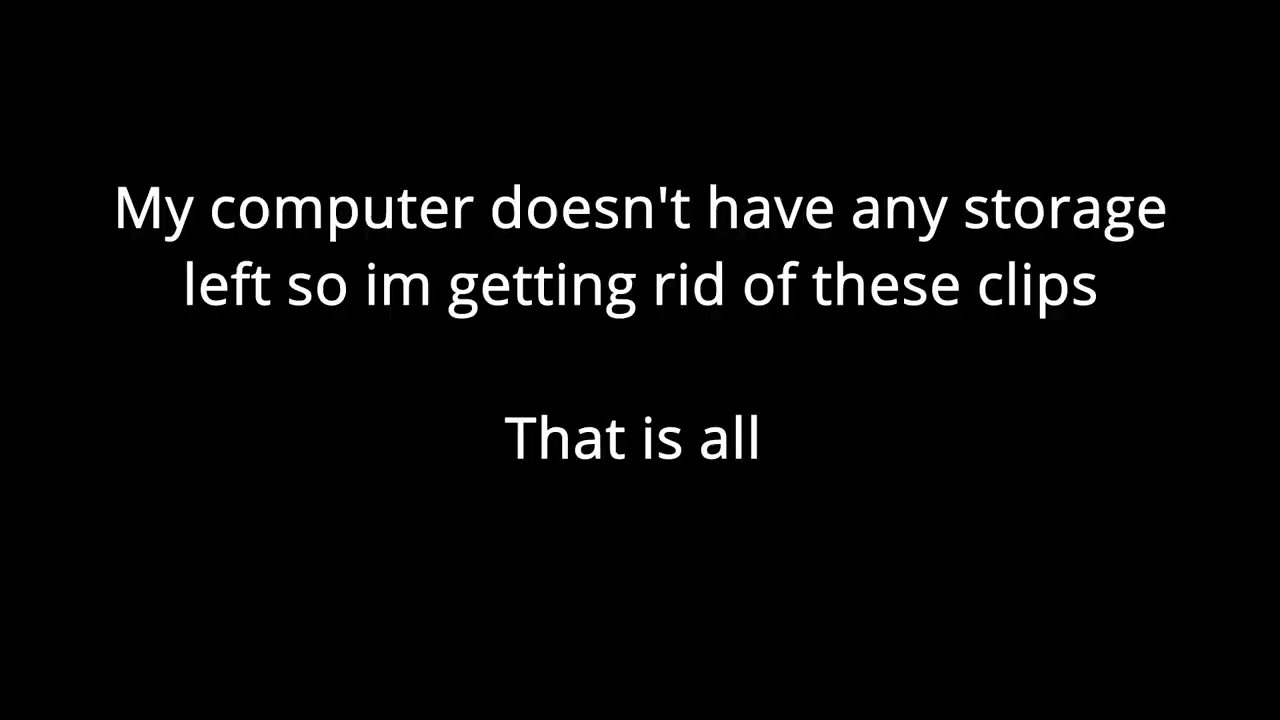 My computer doesn't have any storage
left so im getting rid of these clips
That is all